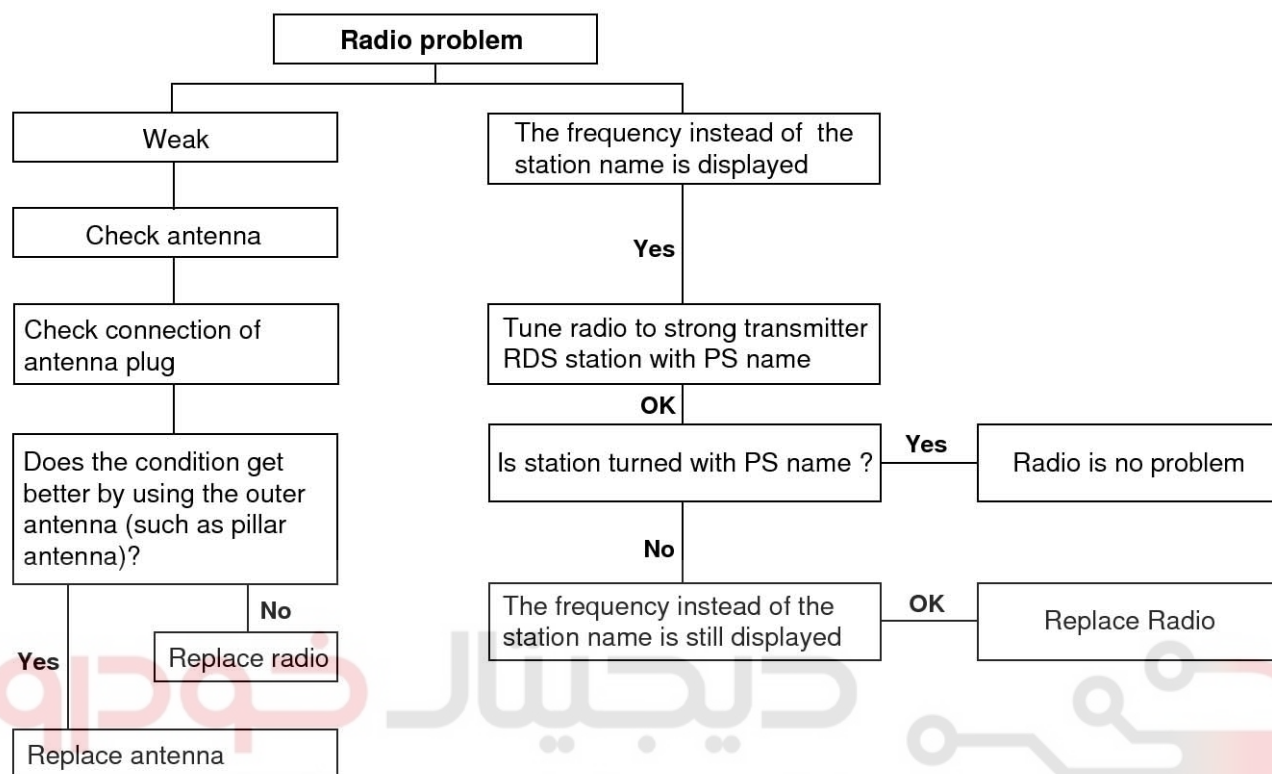 Radio problem
Weak
Check antenna
Check connection of
antenna plug
Does the condition get
better by using the outer
antenna (such as pillar
antenna)?
No
Replace radio
Yes
Replace antenna
The frequency instead of  the
station name is displayed
Yes
Tune radio to strong transmitter
RDS station with PS name
OK
Is station turned with PS name ?
Yes
Radio is no problem
No
The frequency instead of the
station name is still displayed
OK
Replace Radio
دیجیتال خودرو